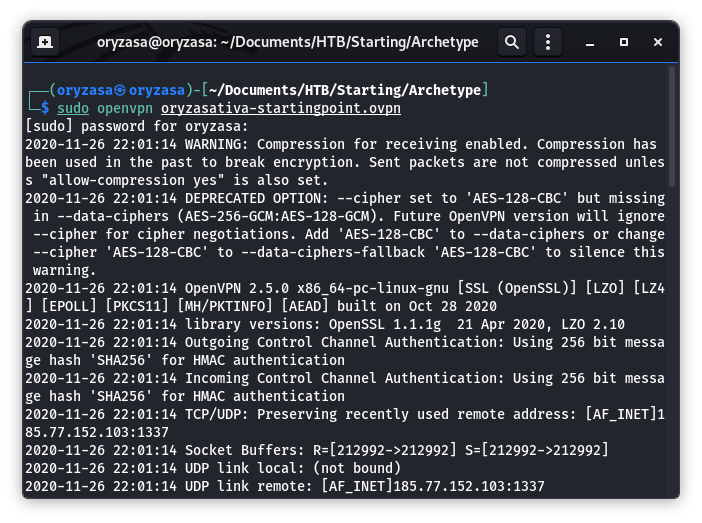 oryzasa@oryzasa: ~/Documents/HTB/Starting/Archetype
┌──(oryzasa㉿oryzasa)-[~/Documents/HTB/Starting/Archetype]
└─$ sudo openvpn oryzasativa-startingpoint.ovpn
[sudo] password for oryzasa:
2020-11-26 22:01:14 WARNING: Compression for receiving enabled. Compression has
been used in the past to break encryption. Sent packets are not compressed unles
s "allow-compression yes" is also set.
2020-11-26 22:01:14 DEPRECATED OPTION: --cipher set to 'AES-128-CBC' but missing
 in --data-ciphers (AES-256-GCM:AES-128-GCM). Future OpenVPN version will ignore
--cipher for cipher negotiations. Add 'AES-128-CBC' to --data-ciphers or change
--cipher 'AES-128-CBC' to --data-ciphers-fallback 'AES-128-CBC' to silence this
warning.
2020-11-26 22:01:14 OpenVPN 2.5.0 x86_64-pc-linux-gnu [SSL (OpenSSL)] [LZO] [LZ4
] [EPOLL] [PKCS11] [MH/PKTINFO] [AEAD] built on Oct 28 2020
2020-11-26 22:01:14 library versions: OpenSSL 1.1.1g  21 Apr 2020, LZO 2.10
2020-11-26 22:01:14 Outgoing Control Channel Authentication: Using 256 bit messa
ge hash 'SHA256' for HMAC authentication
2020-11-26 22:01:14 Incoming Control Channel Authentication: Using 256 bit messa
ge hash 'SHA256' for HMAC authentication
2020-11-26 22:01:14 TCP/UDP: Preserving recently used remote address: [AF_INET]1
85.77.152.103:1337
2020-11-26 22:01:14 Socket Buffers: R=[212992->212992] S=[212992->212992]
2020-11-26 22:01:14 UDP link local: (not bound)
2020-11-26 22:01:14 UDP link remote: [AF_INET]185.77.152.103:1337